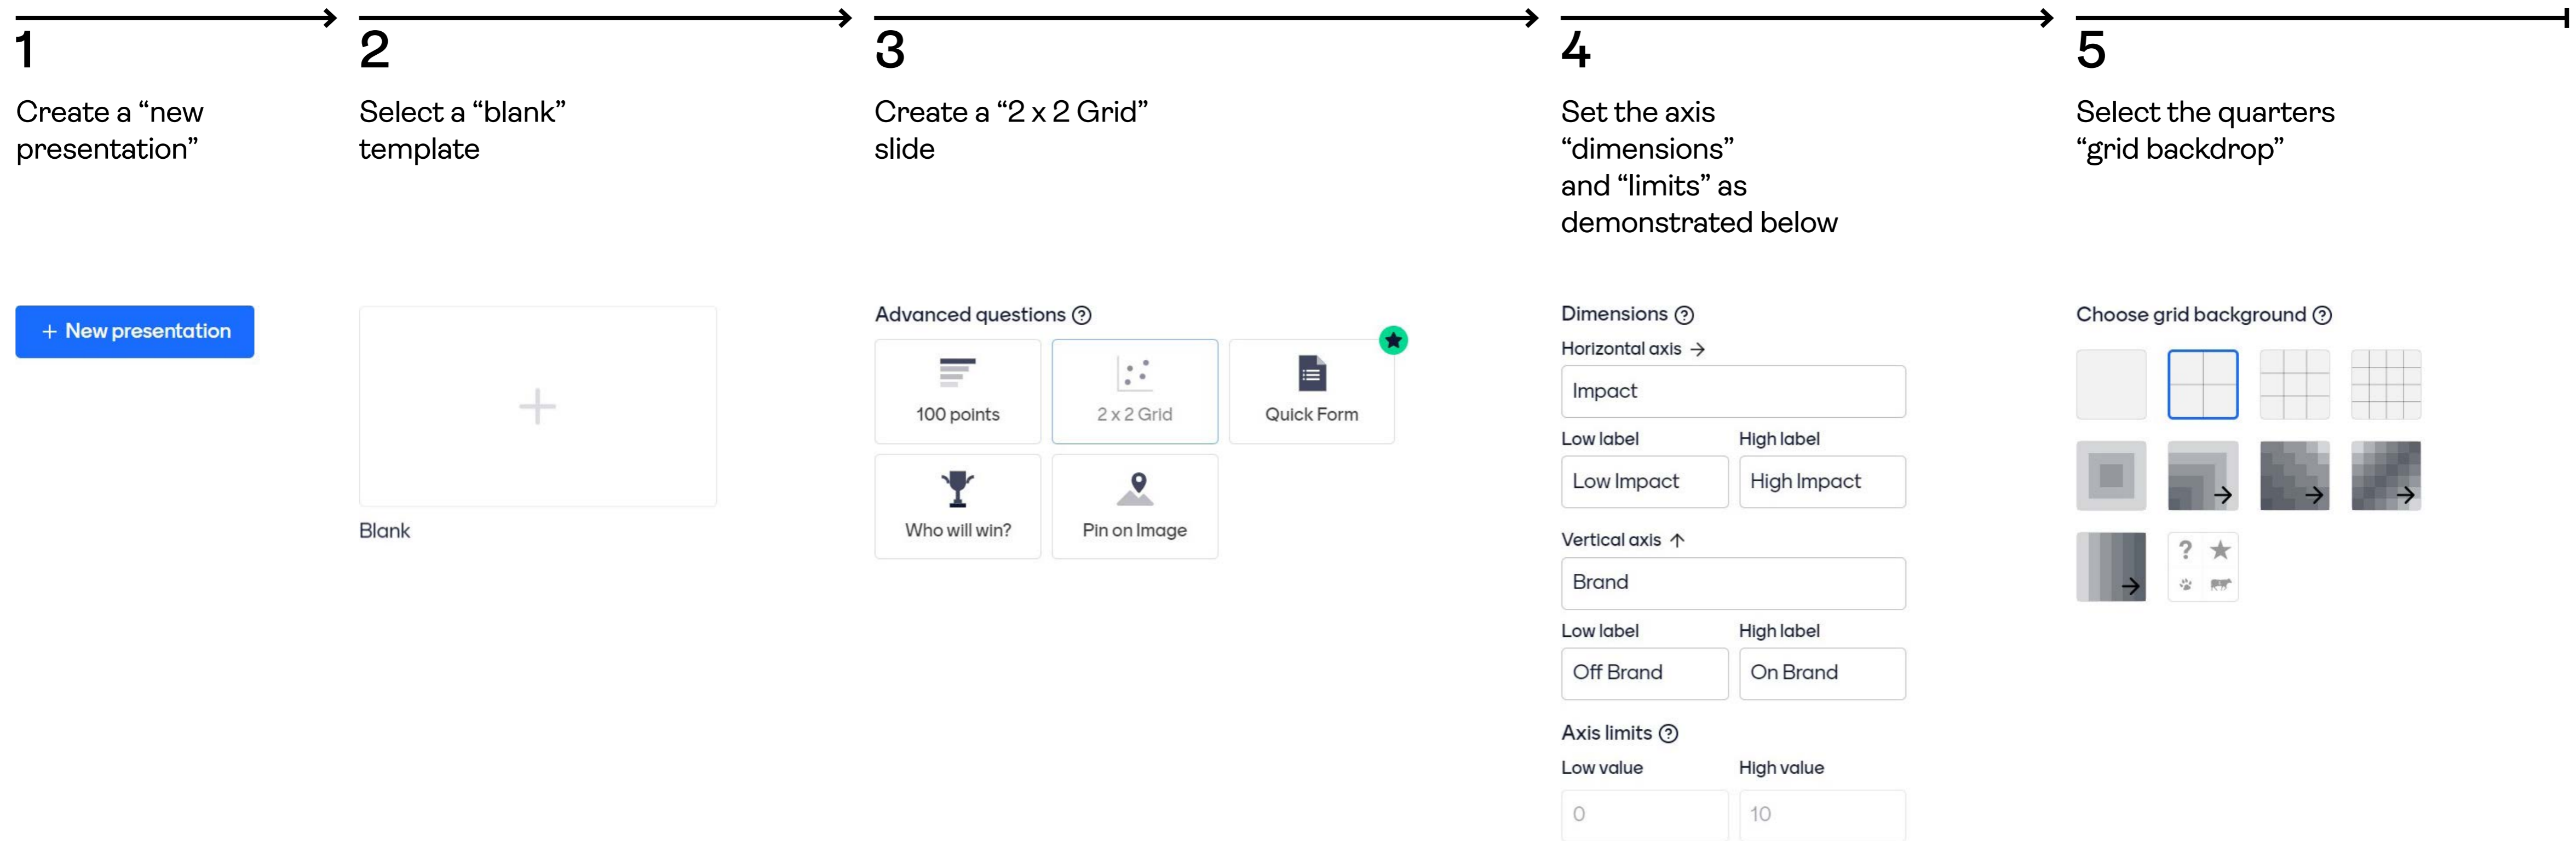 1
Create a “new
presentation”
+ New presentation
2
Select a “blank”
template
Blank
3
Create a “2 x 2 Grid”
slide
Advanced questions ?
100 points
2 x 2 Grid
Quick Form
Who will win?
Pin on Image
4
Set the axis
“dimensions”
and “limits” as
demonstrated below
Dimensions ?
Horizontal axis →
Impact
Low label High label
Low Impact High Impact
Vertical axis ↑
Brand
Low label High label
Off Brand On Brand
Axis limits ?
Low value High value
0 10
5
Select the quarters
“grid backdrop”
Choose grid background ?
?